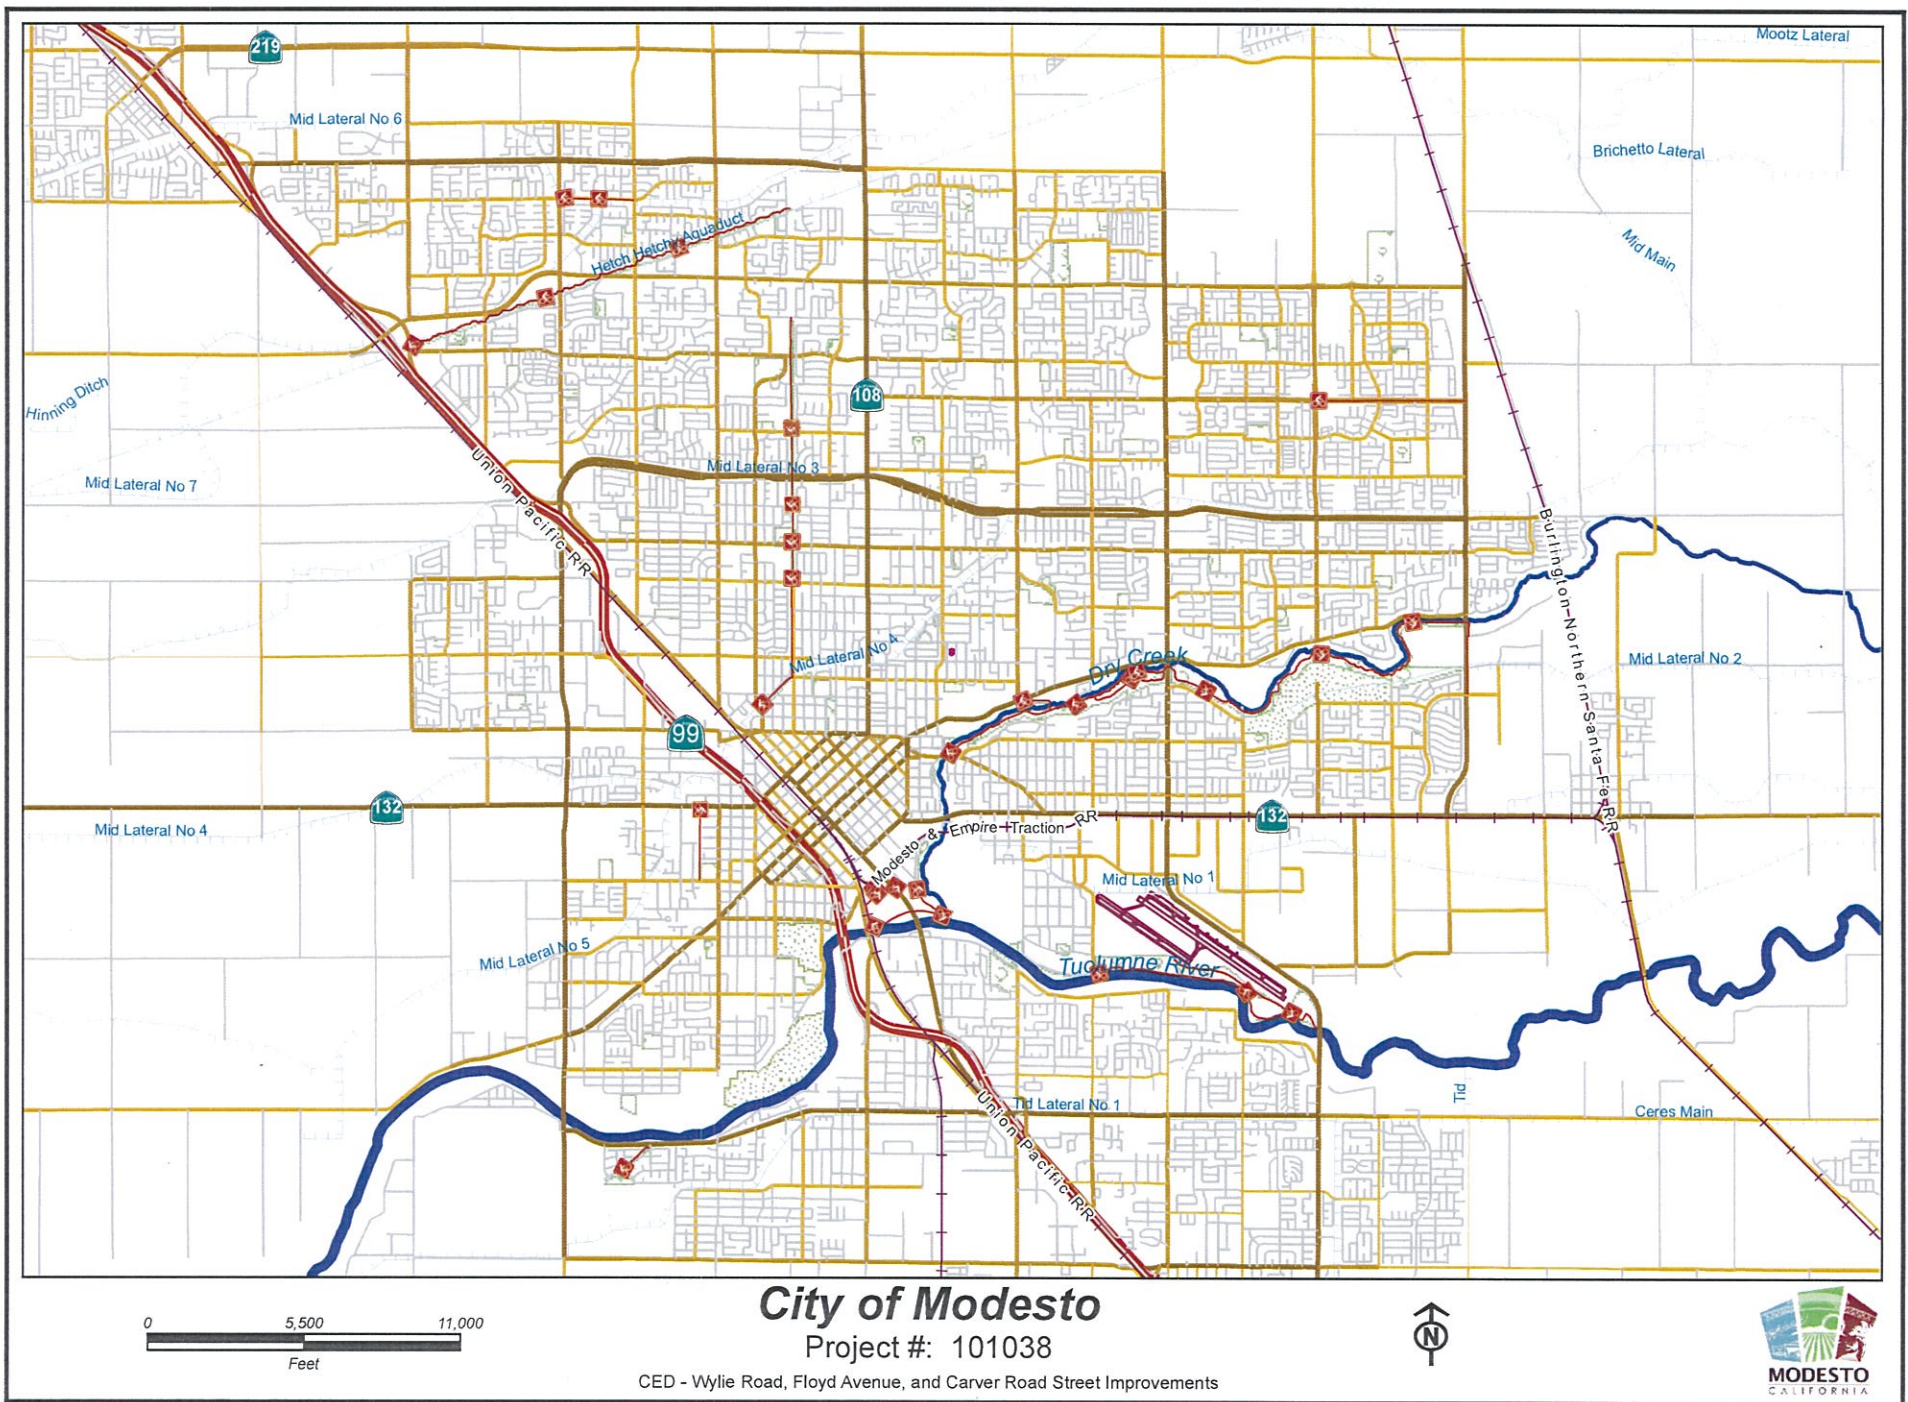 Mootz Lateral
219
Mid Lateral No 6
Brichetto Lateral
Hetch Hetchy Aquaduct
Mid Main
Hinning Ditch
108
Mid Lateral No 3
Union Pacific RR
Mid Lateral No 7
Burlington-Northern-Santa-Fe-RR
Mid Lateral No 4
Dry Creek
Mid Lateral No 2
99
132
Mid Lateral No 4
132
Modesto & Empire Traction RR
Mid Lateral No 1
Mid Lateral No 5
Tuolumne River
Tid
Tid Lateral No 1
Ceres Main
Union Pacific RR
City of Modesto
Project #: 101038
CED - Wylie Road, Floyd Avenue, and Carver Road Street Improvements
0 5,500 11,000
Feet
N
MODESTO
CALIFORNIA